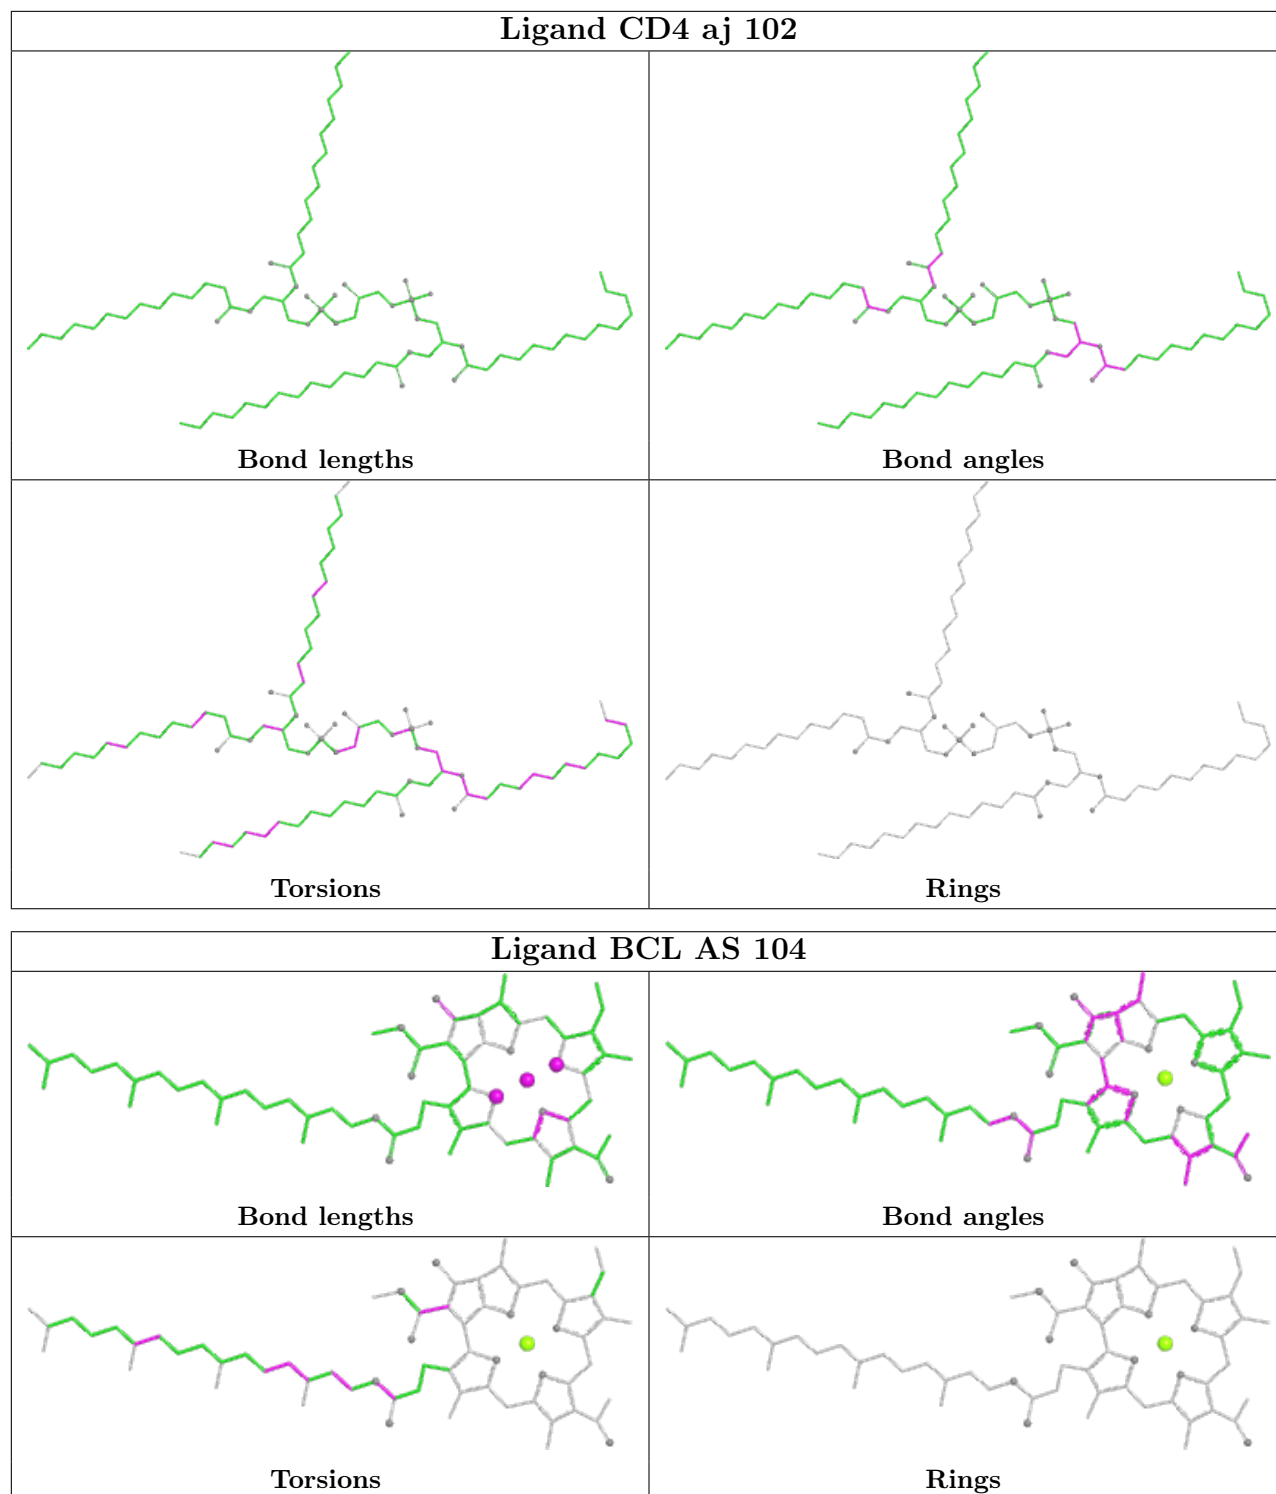 Ligand CD4 aj 102
Bond lengths
Bond angles
Torsions
Rings
Ligand BCL AS 104
Bond lengths
Bond angles
Torsions
Rings